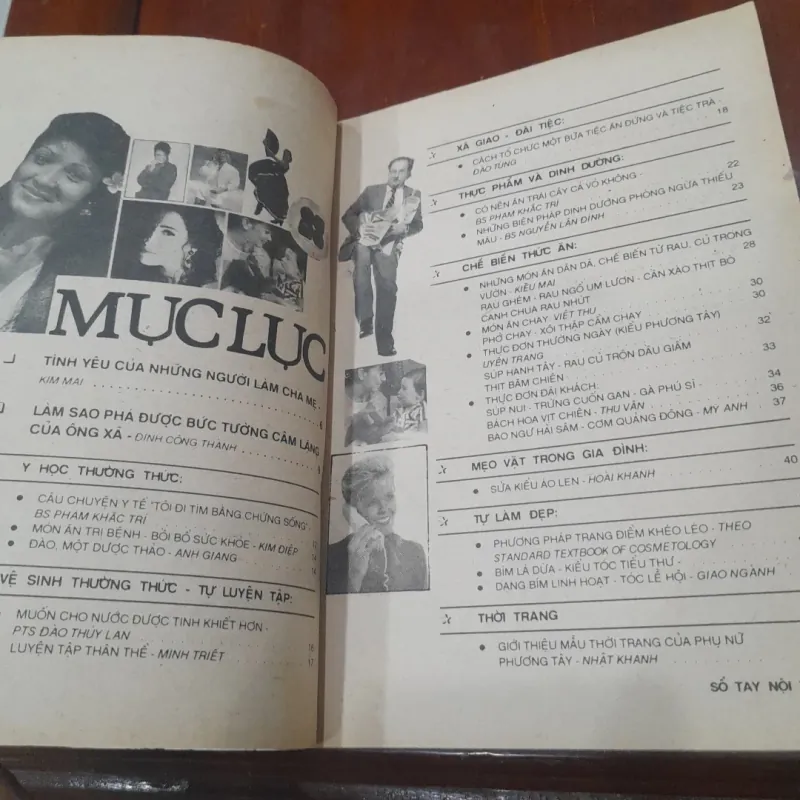 MỤC LỤC
TÌNH YÊU CỦA NHỮNG NGƯỜI LÀM CHA MẸ .
KIM MAI
LÀM SAO PHÁ ĐƯỢC BỨC TƯỜNG CÂM LẶNG
CỦA ÔNG XÃ - ĐINH CÔNG THÀNH
Y HỌC THƯỜNG THỨC:
CÂU CHUYỆN Y TẾ "TÔI ĐI TÌM BẰNG CHỨNG SỐNG".
BS PHẠM KHẮC TRÍ
MÓN ĂN TRỊ BỆNH - BỒI BỔ SỨC KHỎE - KIM DIỆP
ĐÀO, MỘT DƯỢC THẢO - ANH GIANG
VỆ SINH THƯỜNG THỨC - TỰ LUYỆN TẬP:
MUỐN CHO NƯỚC ĐƯỢC TINH KHIẾT HƠN -
PTS ĐÀO THÚY LAN 16
LUYỆN TẬP THÂN THỂ - MINH TRIẾT 17
XÃ GIAO - ĐÃI TIỆC:
CÁCH TỔ CHỨC MỘT BỮA TIỆC ĂN ĐỨNG VÀ TIỆC TRÀ -
ĐÀO TÙNG 18
THỰC PHẨM VÀ DINH DƯỠNG:
CÓ NÊN ĂN TRÁI CÂY CẢ VỎ KHÔNG -
BS PHẠM KHẮC TRÍ 22
NHỮNG BIỆN PHÁP DINH DƯỠNG PHÒNG NGỪA THIẾU
MÁU - BS NGUYỄN LÂN ĐÍNH 23
CHẾ BIẾN THỨC ĂN:
NHỮNG MÓN ĂN DÂN DÃ, CHẾ BIẾN TỪ RAU, CỦ TRONG
VƯỜN - KIỀU MAI 28
RAU GHÉM - RAU NGỔ UM LƯƠN - CẦN XÀO THỊT BÒ
CANH CHUA RAU NHÚT
MÓN ĂN CHAY VIỆT THU 30
PHỞ CHAY - XÔI THẬP CẨM CHAY 30
THỰC ĐƠN THƯỜNG NGÀY (KIỂU PHƯƠNG TÂY)
UYÊN TRANG 32
SÚP HÀNH TÂY - RAU CỦ TRỘN DẦU GIẤM
THỊT BẰM CHIÊN 33
THỰC ĐƠN ĐÃI KHÁCH.
SÚP NUI - TRỨNG CUỐN GAN - GÀ PHÚ SĨ 34
BÁCH HOA VỊT CHIÊN - THU VÂN 36
BAO NGƯ HẢI SÂM - CƠM QUẢNG ĐÔNG - MỸ ANH 37
MẸO VẶT TRONG GIA ĐÌNH:
SỬA KIỂU ÁO LEN - HOÀI KHANH 40
TỰ LÀM ĐẸP:
PHƯƠNG PHÁP TRANG ĐIỂM KHÉO LÉO - THEO
STANDARD TEXTBOOK OF COSMETOLOGY
BÍM LÁ DỪA - KIỂU TÓC TIỂU THƯ -
DẠNG BÍM LINH HOẠT - TÓC LỄ HỘI - GIAO NGÀNH
THỜI TRANG
GIỚI THIỆU MẪU THỜI TRANG CỦA PHỤ NỮ
PHƯƠNG TÂY - NHẬT KHANH
SỔ TAY NỘI